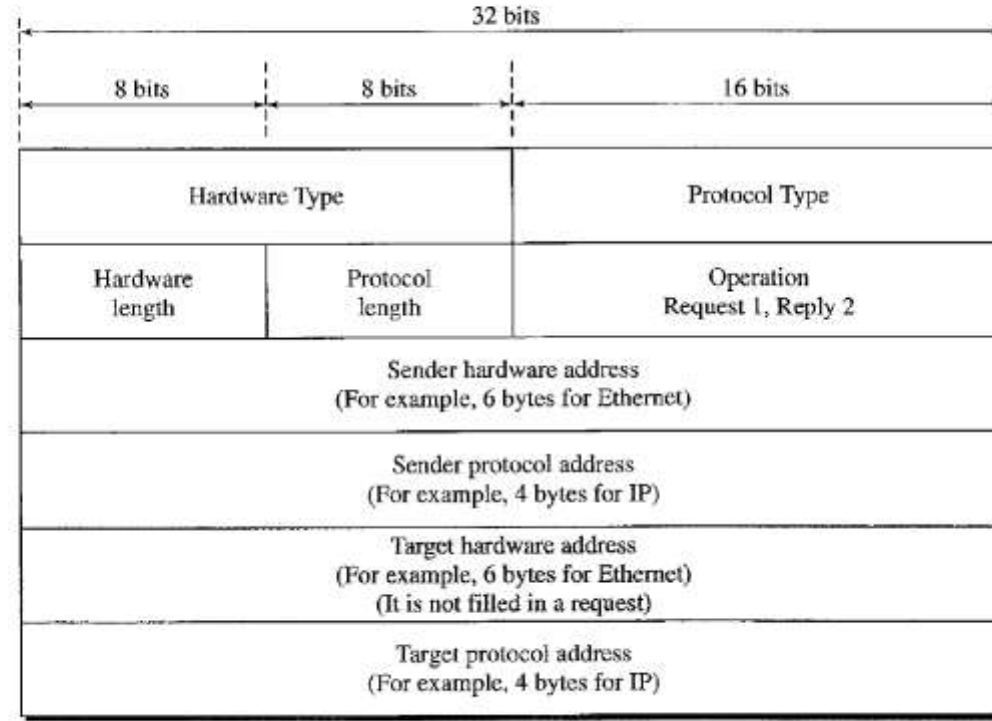 32 bits
8 bits
8 bits
16 bits
Hardware Type
Protocol Type
Hardware
length
Protocol
length
Operation
Request 1, Reply 2
Sender hardware address
(For example, 6 bytes for Ethernet)
Sender protocol address
(For example, 4 bytes for IP)
Target hardware address
(For example, 6 bytes for Ethernet)
(It is not filled in a request)
Target protocol address
(For example, 4 bytes for IP)